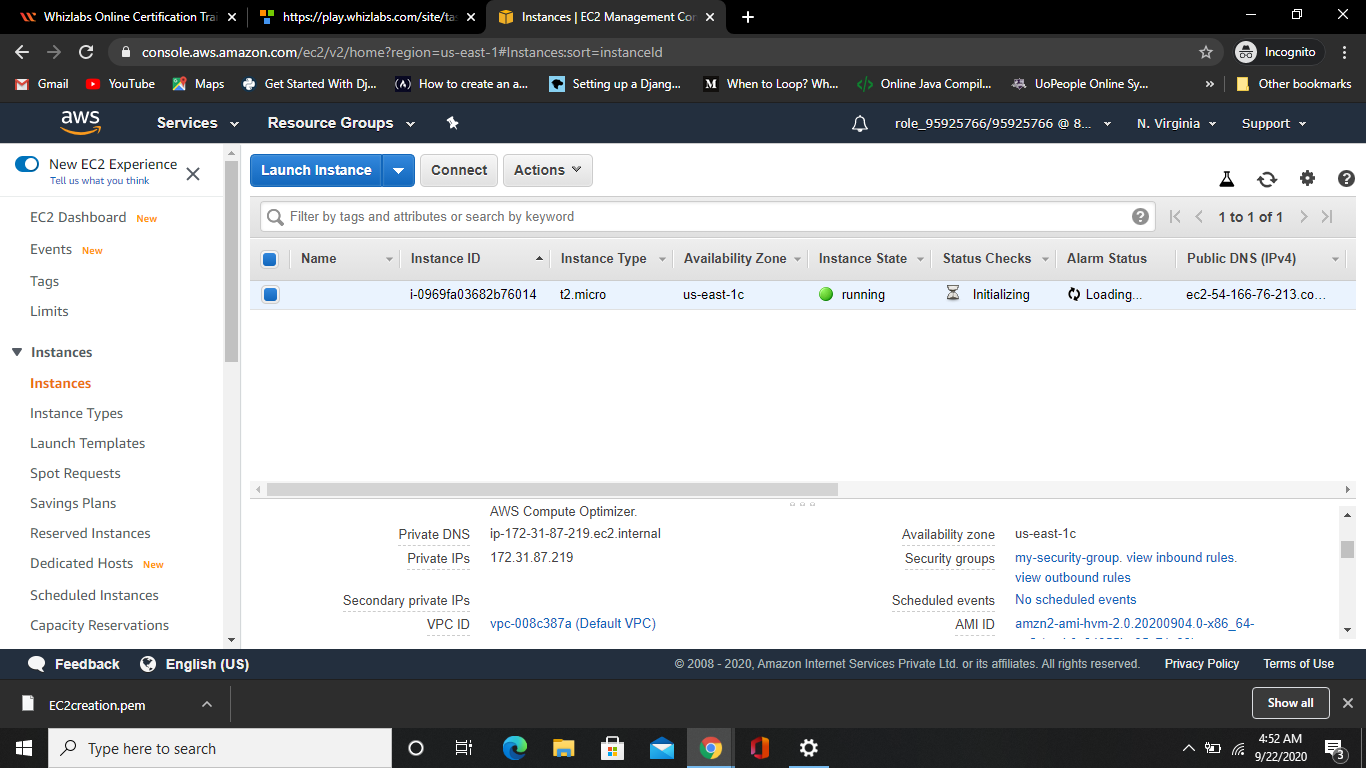 Whizlabs Online Certification Trai
https://play.whizlabs.com/site/tas
Instances | EC2 Management Con
console.aws.amazon.com/ec2/v2/home?region=us-east-1#Instances:sort=instanceId
Incognito
Gmail
YouTube
Maps
Get Started With Dj...
How to create an a...
Setting up a Djang...
When to Loop? Wh...
Online Java Compil...
UoPeople Online Sy...
»
Other bookmarks
aws
Services
Resource Groups
role_95925766/95925766 @ 8...
N. Virginia
Support
New EC2 Experience
Tell us what you think
EC2 Dashboard New
Events New
Tags
Limits
Instances
Instances
Instance Types
Launch Templates
Spot Requests
Savings Plans
Reserved Instances
Dedicated Hosts New
Scheduled Instances
Capacity Reservations
Launch Instance
Connect
Actions
Filter by tags and attributes or search by keyword
1 to 1 of 1
Name Instance ID Instance Type Availability Zone Instance State Status Checks Alarm Status Public DNS (IPv4)
i-0969fa03682b76014 t2.micro us-east-1c running Initializing Loading... ec2-54-166-76-213.co...
AWS Compute Optimizer.
Private DNS ip-172-31-87-219.ec2.internal
Private IPs 172.31.87.219
Secondary private IPs
VPC ID vpc-008c387a (Default VPC)
Availability zone us-east-1c
Security groups my-security-group. view inbound rules.
view outbound rules
Scheduled events No scheduled events
AMI ID amzn2-ami-hvm-2.0.20200904.0-x86_64-
Feedback
English (US)
© 2008 - 2020, Amazon Internet Services Private Ltd. or its affiliates. All rights reserved.
Privacy Policy
Terms of Use
EC2creation.pem
Show all
Type here to search
4:52 AM
9/22/2020
3